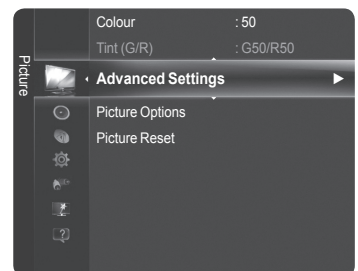 Picture
Colour : 50
Tint (G/R) : G50/R50
Advanced Settings
Picture Options
Picture Reset